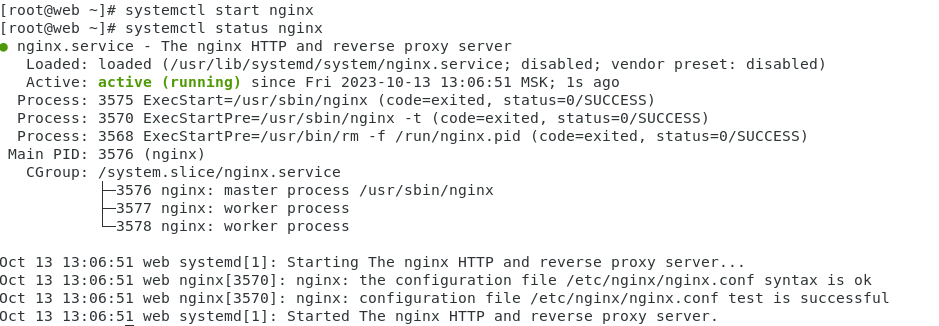 [root@web ~]# systemctl start nginx
[root@web ~]# systemctl status nginx
● nginx.service - The nginx HTTP and reverse proxy server
   Loaded: loaded (/usr/lib/systemd/system/nginx.service; disabled; vendor preset: disabled)
   Active: active (running) since Fri 2023-10-13 13:06:51 MSK; 1s ago
  Process: 3575 ExecStart=/usr/sbin/nginx (code=exited, status=0/SUCCESS)
  Process: 3570 ExecStartPre=/usr/sbin/nginx -t (code=exited, status=0/SUCCESS)
  Process: 3568 ExecStartPre=/usr/bin/rm -f /run/nginx.pid (code=exited, status=0/SUCCESS)
 Main PID: 3576 (nginx)
   CGroup: /system.slice/nginx.service
           ├─3576 nginx: master process /usr/sbin/nginx
           ├─3577 nginx: worker process
           └─3578 nginx: worker process

Oct 13 13:06:51 web systemd[1]: Starting The nginx HTTP and reverse proxy server...
Oct 13 13:06:51 web nginx[3570]: nginx: the configuration file /etc/nginx/nginx.conf syntax is ok
Oct 13 13:06:51 web nginx[3570]: nginx: configuration file /etc/nginx/nginx.conf test is successful
Oct 13 13:06:51 web systemd[1]: Started The nginx HTTP and reverse proxy server.